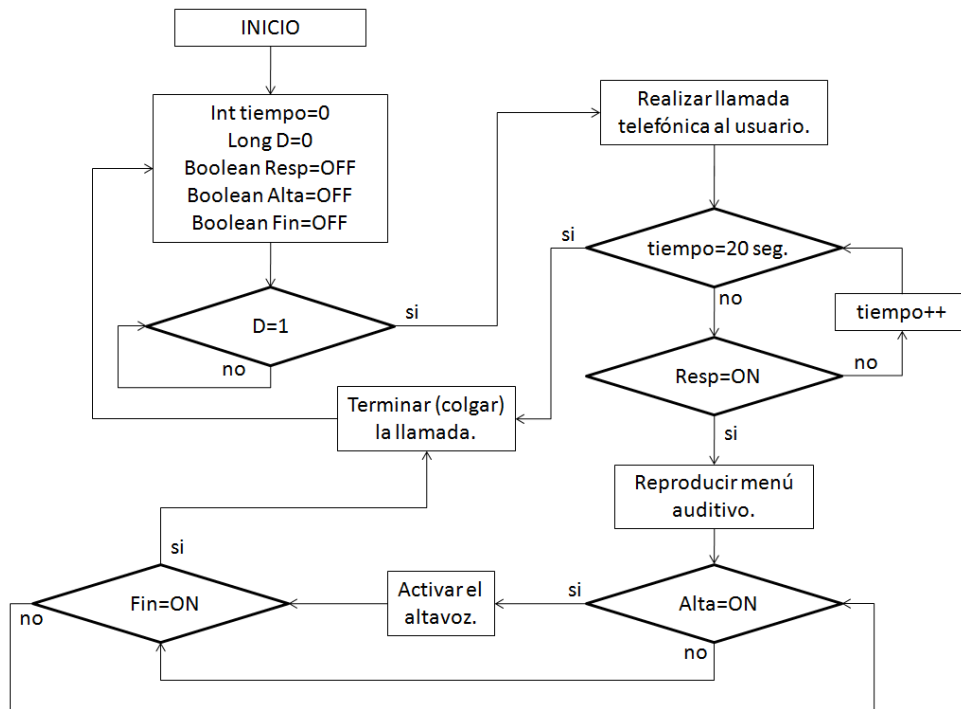 INICIO
Int tiempo=0
Long D=0
Boolean Resp=OFF
Boolean Alta=OFF
Boolean Fin=OFF
D=1
si
no
Realizar llamada
telefónica al usuario.
tiempo=20 seg.
si
no
tiempo++
Resp=ON
no
si
Terminar (colgar)
la llamada.
Reproducir menú
auditivo.
Alta=ON
si
no
Activar el
altavoz.
Fin=ON
si
no